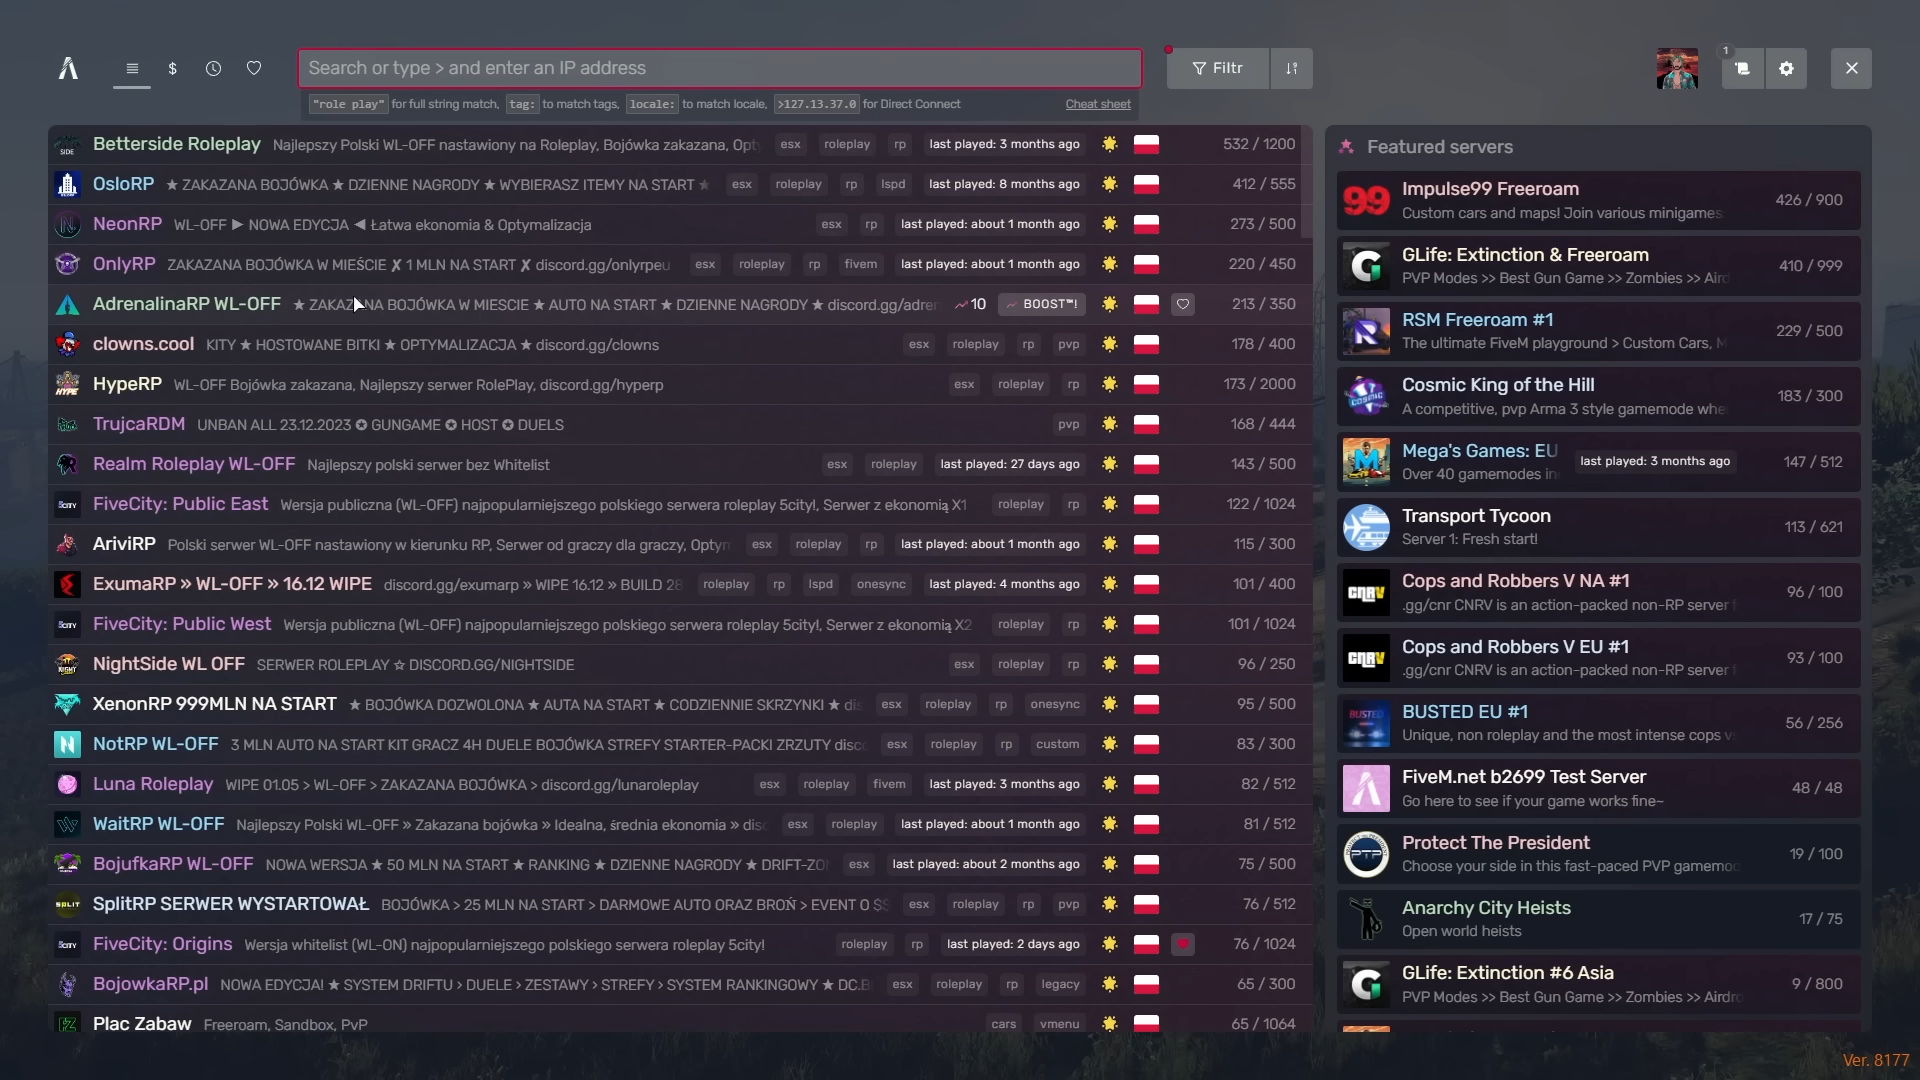 Search or type > and enter an IP address
Filtr
1
"role play" for full string match, tag: to match tags, locale: to match locale, >127.13.37.0 for Direct Connect
Cheat sheet
Betterside Roleplay Najlepszy Polski WL-OFF nastawiony na Roleplay, Bojówka zakazana, Opty esx roleplay rp last played: 3 months ago 532 / 1200
OsloRP ★ ZAKAZANA BOJÓWKA ★ DZIENNE NAGRODY ★ WYBIERASZ ITEMY NA START ★ esx roleplay rp lspd last played: 8 months ago 412 / 555
NeonRP WL-OFF ▶ NOWA EDYCJA ◀ Łatwa ekonomia & Optymalizacja esx rp last played: about 1 month ago 273 / 500
OnlyRP ZAKAZANA BOJÓWKA W MIEŚCIE ✗ 1 MLN NA START ✗ discord.gg/onlyrpeu esx roleplay rp fivem last played: about 1 month ago 220 / 450
AdrenalinaRP WL-OFF ★ ZAKAZANA BOJÓWKA W MIESCIE ★ AUTO NA START ★ DZIENNE NAGRODY ★ discord.gg/adren 10 BOOST™! 213 / 350
clowns.cool KITY ★ HOSTOWANE BITKI ★ OPTYMALIZACJA ★ discord.gg/clowns esx roleplay rp pvp 178 / 400
HypeRP WL-OFF Bojówka zakazana, Najlepszy serwer RolePlay, discord.gg/hyperp esx roleplay rp 173 / 2000
TrujcaRDM UNBAN ALL 23.12.2023 ✪ GUNGAME ✪ HOST ✪ DUELS pvp 168 / 444
Realm Roleplay WL-OFF Najlepszy polski serwer bez Whitelist esx roleplay last played: 27 days ago 143 / 500
FiveCity: Public East Wersja publiczna (WL-OFF) najpopularniejszego polskiego serwera roleplay 5city!, Serwer z ekonomią X1 roleplay rp 122 / 1024
AriviRP Polski serwer WL-OFF nastawiony w kierunku RP, Serwer od graczy dla graczy, Optym esx roleplay rp last played: about 1 month ago 115 / 300
ExumaRP » WL-OFF » 16.12 WIPE discord.gg/exumarp » WIPE 16.12 » BUILD 28 roleplay rp lspd onesync last played: 4 months ago 101 / 400
FiveCity: Public West Wersja publiczna (WL-OFF) najpopularniejszego polskiego serwera roleplay 5city!, Serwer z ekonomią X2 roleplay rp 101 / 1024
NightSide WL OFF SERWER ROLEPLAY ☆ DISCORD.GG/NIGHTSIDE esx roleplay rp 96 / 250
XenonRP 999MLN NA START ★ BOJÓWKA DOZWOLONA ★ AUTA NA START ★ CODZIENNIE SKRZYNKI ★ dis esx roleplay rp onesync 95 / 500
NotRP WL-OFF 3 MLN AUTO NA START KIT GRACZ 4H DUELE BOJÓWKA STREFY STARTER-PACKI ZRZUTY disco esx roleplay rp custom 83 / 300
Luna Roleplay WIPE 01.05 > WL-OFF > ZAKAZANA BOJÓWKA > discord.gg/lunaroleplay esx roleplay fivem last played: 3 months ago 82 / 512
WaitRP WL-OFF Najlepszy Polski WL-OFF » Zakazana bojówka » Idealna, średnia ekonomia » disc esx roleplay last played: about 1 month ago 81 / 512
BojufkaRP WL-OFF NOWA WERSJA ★ 50 MLN NA START ★ RANKING ★ DZIENNE NAGRODY ★ DRIFT-ZON esx last played: about 2 months ago 75 / 500
SplitRP SERWER WYSTARTOWAŁ BOJÓWKA > 25 MLN NA START > DARMOWE AUTO ORAZ BROŃ > EVENT O $$ esx roleplay rp pvp 76 / 512
FiveCity: Origins Wersja whitelist (WL-ON) najpopularniejszego polskiego serwera roleplay 5city! roleplay rp last played: 2 days ago 76 / 1024
BojowkaRP.pl NOWA EDYCJA! ★ SYSTEM DRIFTU > DUELE > ZESTAWY > STREFY > SYSTEM RANKINGOWY ★ DC.B esx roleplay rp legacy 65 / 300
Plac Zabaw Freeroam, Sandbox, PvP cars vmenu 65 / 1064
Featured servers
Impulse99 Freeroam
Custom cars and maps! Join various minigames 426 / 900
GLife: Extinction & Freeroam
PVP Modes >> Best Gun Game >> Zombies >> Aird 410 / 999
RSM Freeroam #1
The ultimate FiveM playground > Custom Cars, M 229 / 500
Cosmic King of the Hill
A competitive, pvp Arma 3 style gamemode whe 183 / 300
Mega's Games: EU last played: 3 months ago 147 / 512
Over 40 gamemodes in
Transport Tycoon
Server 1: Fresh start! 113 / 621
Cops and Robbers V NA #1
.gg/cnr CNRV is an action-packed non-RP server f 96 / 100
Cops and Robbers V EU #1
.gg/cnr CNRV is an action-packed non-RP server f 93 / 100
BUSTED EU #1
Unique, non roleplay and the most intense cops v 56 / 256
FiveM.net b2699 Test Server
Go here to see if your game works fine~ 48 / 48
Protect The President
Choose your side in this fast-paced PVP gamemod 19 / 100
Anarchy City Heists
Open world heists 17 / 75
GLife: Extinction #6 Asia
PVP Modes >> Best Gun Game >> Zombies >> Airdro 9 / 800
Ver. 8177